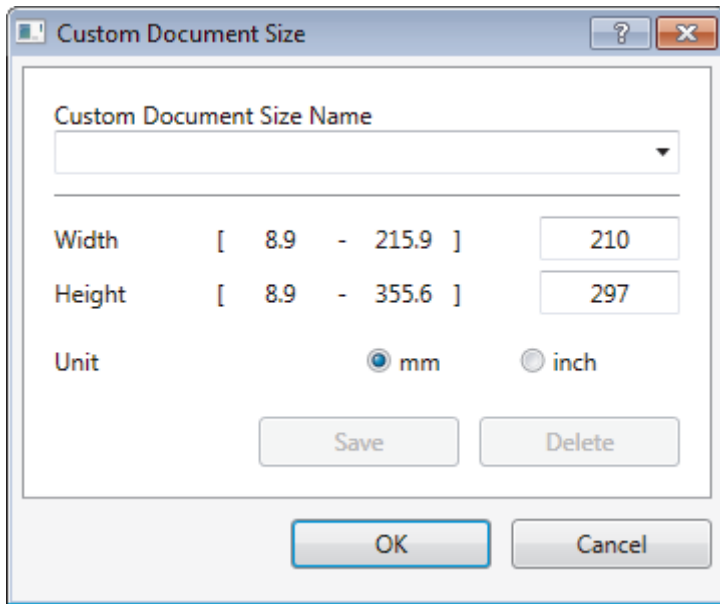 Custom Document Size
Custom Document Size Name
Width [ 8.9 - 215.9 ] 210
Height [ 8.9 - 355.6 ] 297
Unit mm inch
Save Delete
OK Cancel